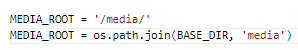 MEDIA_ROOT = '/media/'
MEDIA_ROOT = os.path.join(BASE_DIR, 'media')